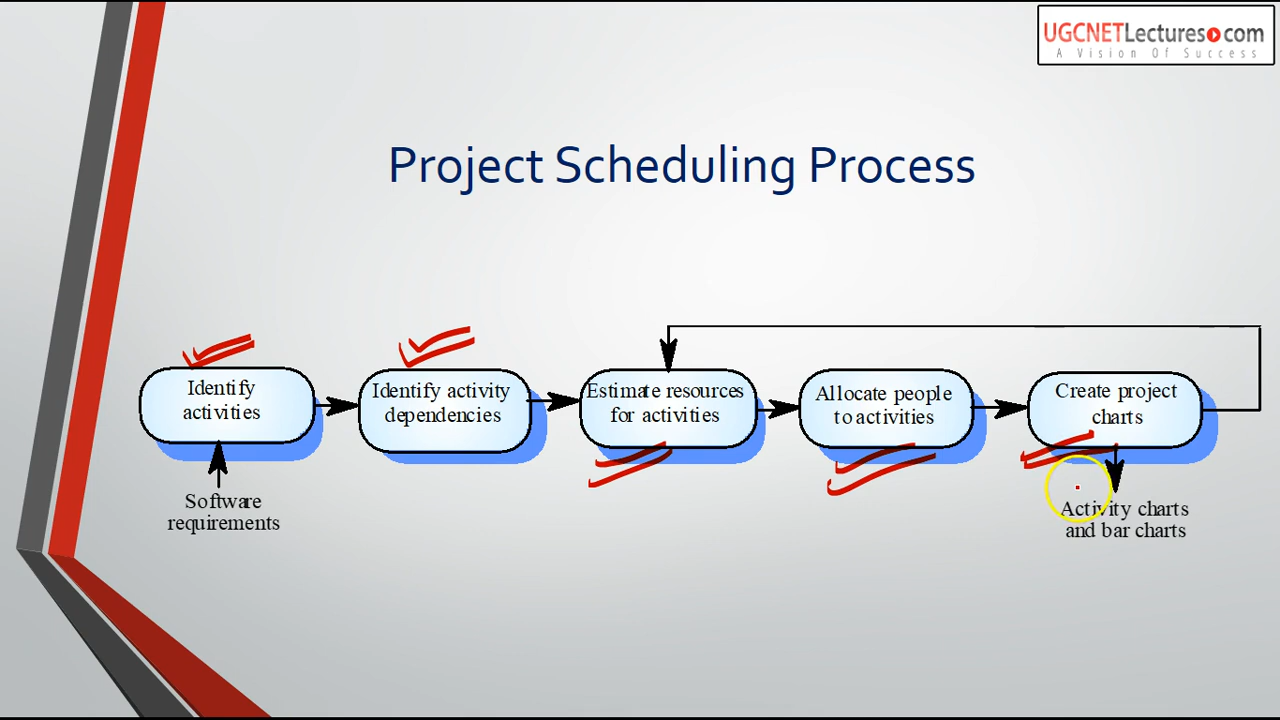 UGCNETLectures.com
A Vision Of Success
Project Scheduling Process
Identify
activities
Identify activity
dependencies
Estimate resources
for activities
Allocate people
to activities
Create project
charts
Software
requirements
Activity charts
and bar charts